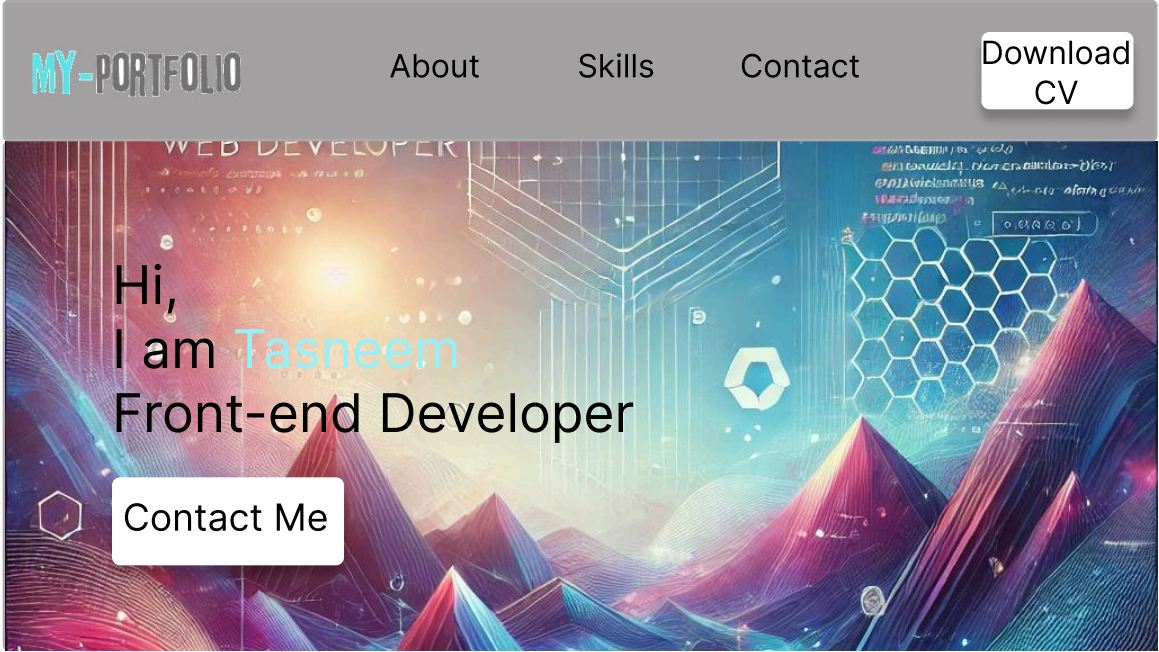 MY-PORTFOLIO
About
Skills
Contact
Download
CV
WEB DEVELOPER
Hi,
I am Tasneem
Front-end Developer
Contact Me